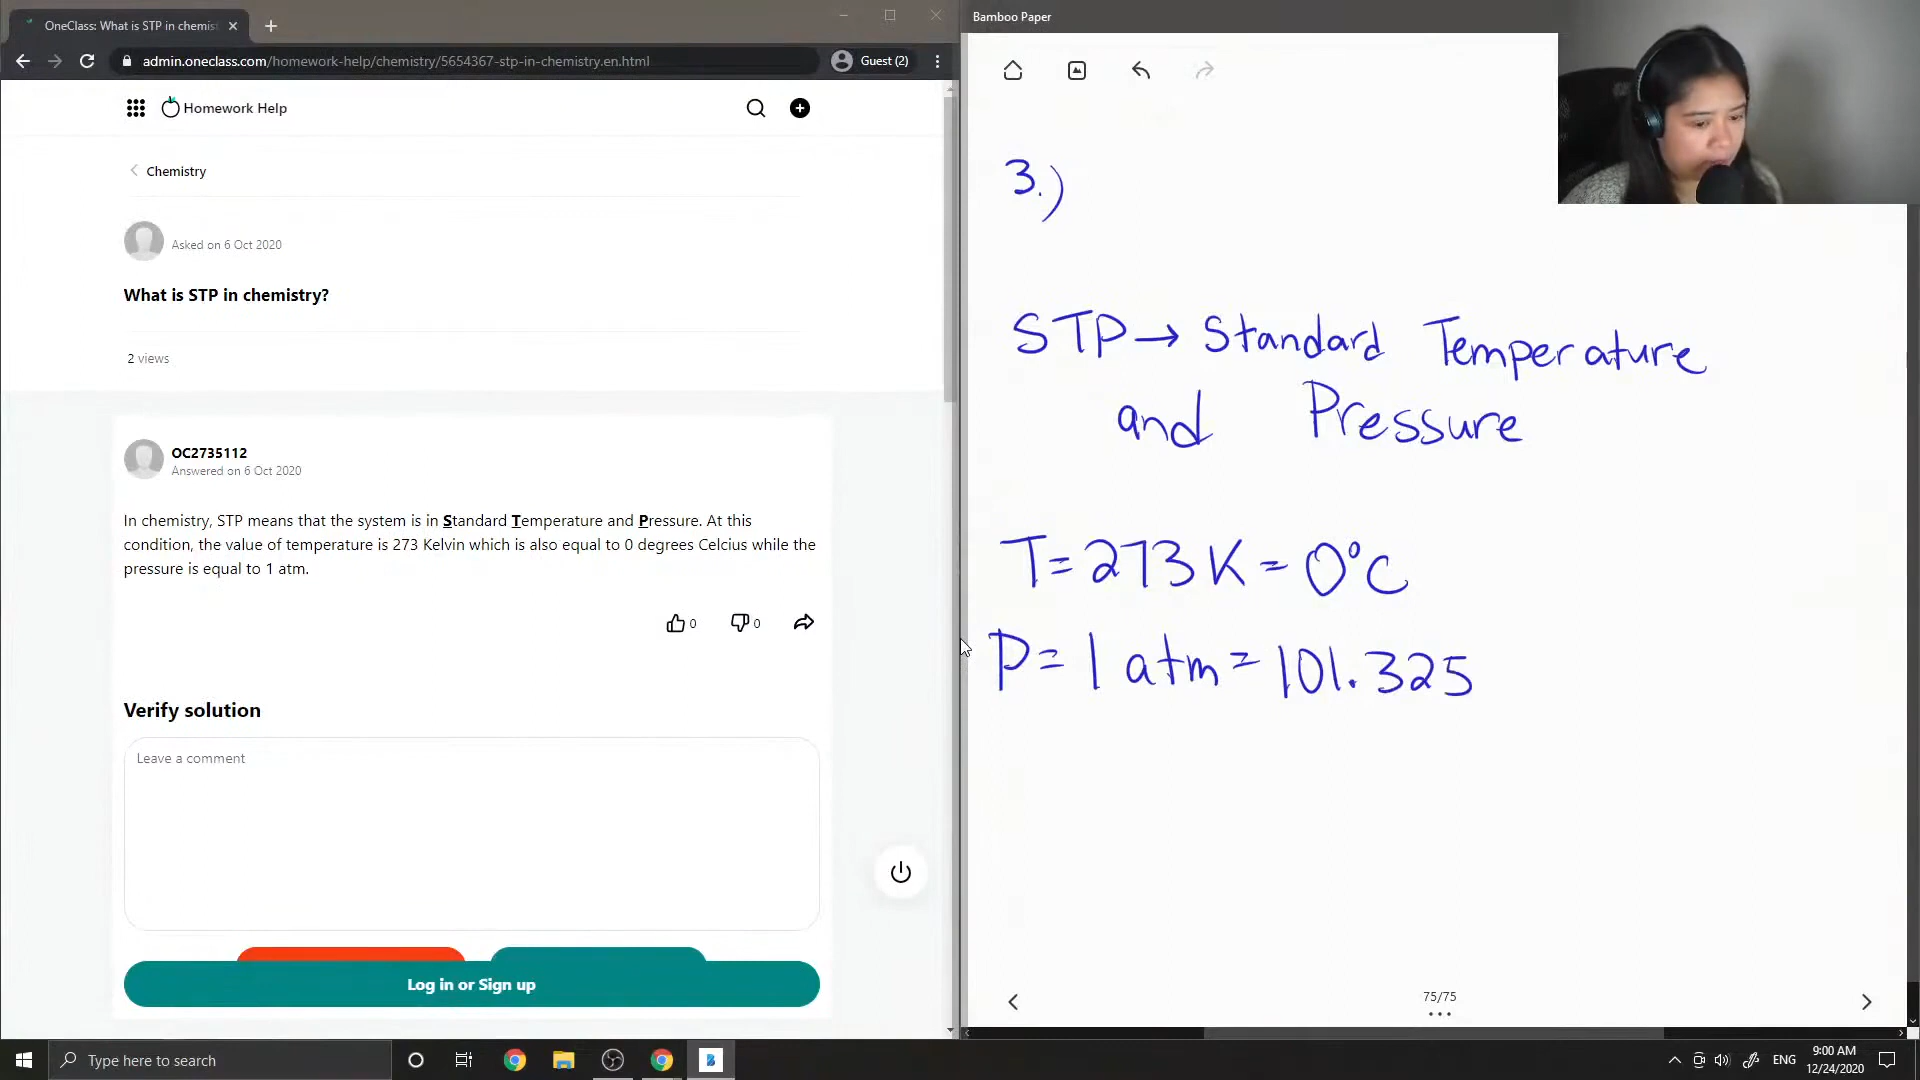 OneClass: What is STP in chemist
admin.oneclass.com/homework-help/chemistry/5654367-stp-in-chemistry.en.html
Guest (2)
Homework Help
Chemistry
Asked on 6 Oct 2020
What is STP in chemistry?
2 views
OC2735112
Answered on 6 Oct 2020
In chemistry, STP means that the system is in Standard Temperature and Pressure. At this
condition, the value of temperature is 273 Kelvin which is also equal to 0 degrees Celcius while the
pressure is equal to 1 atm.
0
0
Verify solution
Leave a comment
Log in or Sign up
Bamboo Paper
3.)
STP → Standard Temperature
and Pressure
T = 273 K = 0°C
P = 1 atm = 101.325
75/75
Type here to search
ENG
9:00 AM
12/24/2020